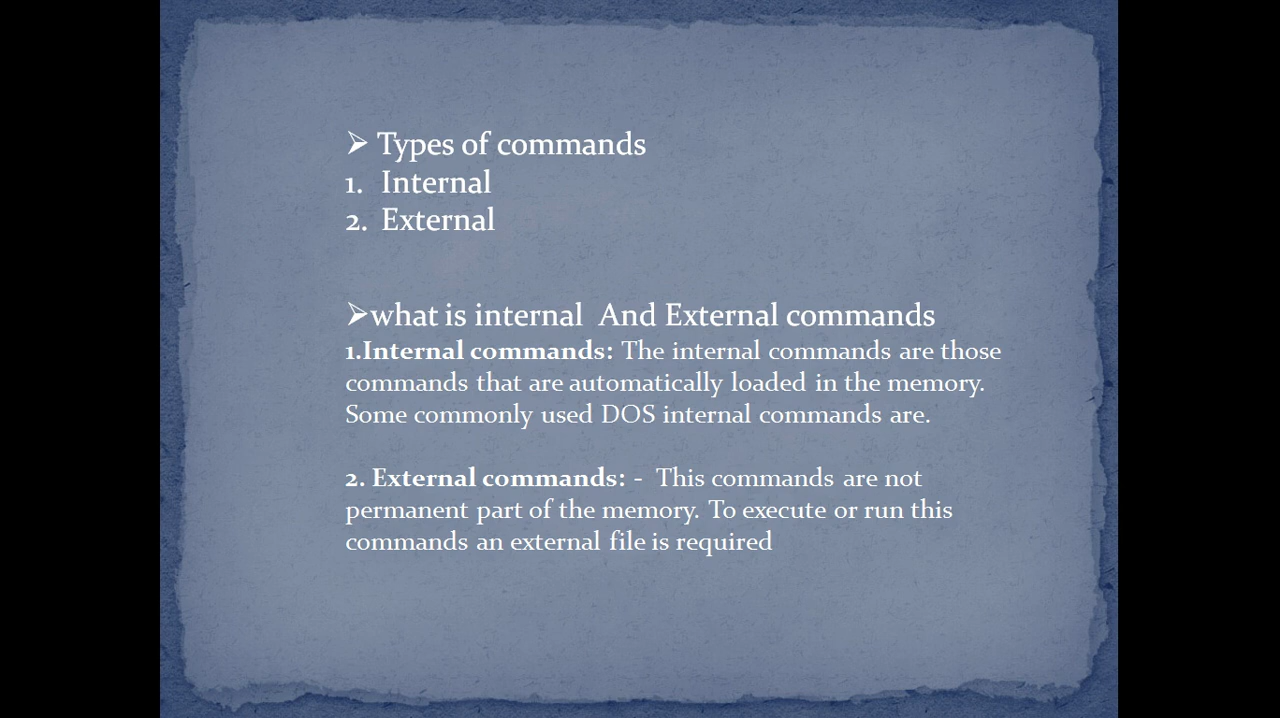 ➢ Types of commands
1. Internal
2. External
➢what is internal And External commands
1.Internal commands: The internal commands are those
commands that are automatically loaded in the memory.
Some commonly used DOS internal commands are.
2. External commands: - This commands are not
permanent part of the memory. To execute or run this
commands an external file is required